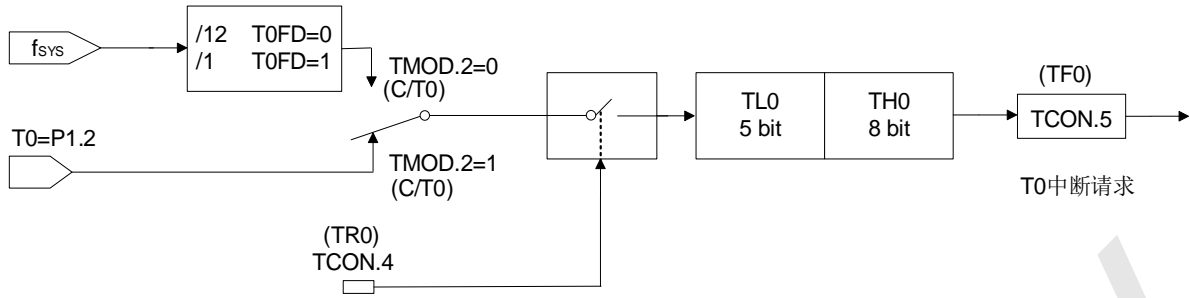 fSYS
/12 T0FD=0
/1 T0FD=1
TMOD.2=0
(C/T0)
T0=P1.2
TMOD.2=1
(C/T0)
(TR0)
TCON.4
TL0
5 bit
TH0
8 bit
(TF0)
TCON.5
T0中断请求